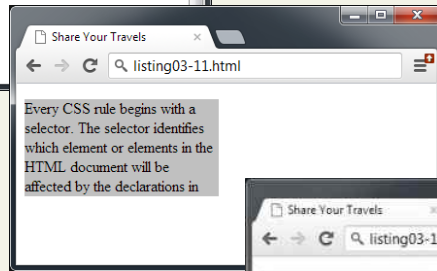 Share Your Travels
listing03-11.html
Every CSS rule begins with a
selector. The selector identifies
which element or elements in the
HTML document will be
affected by the declarations in
Share Your Travels
listing03-1